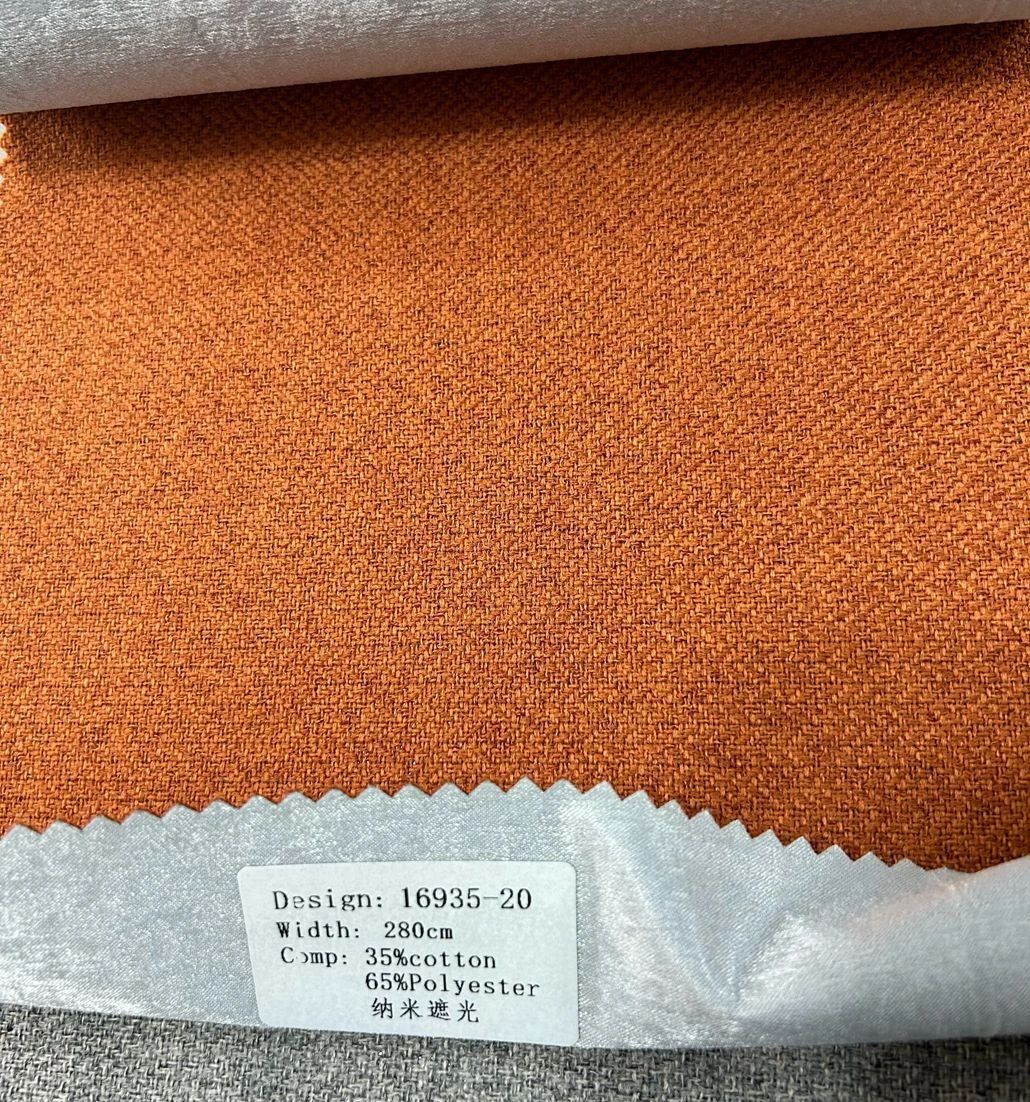 Design: 16935-20
Width: 280cm
Comp: 35%cotton
65%Polyester
纳米遮光